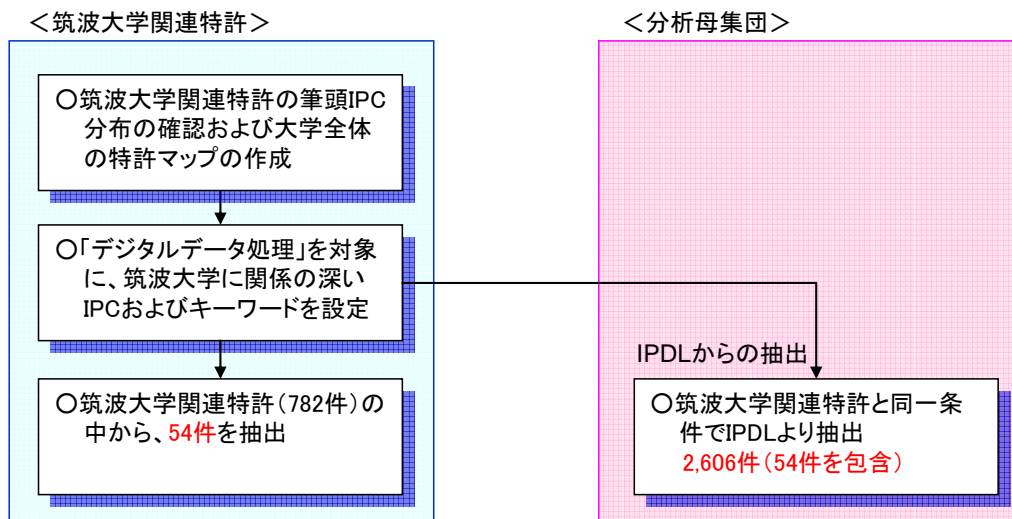 ＜筑波大学関連特許＞
○筑波大学関連特許の筆頭IPC
分布の確認および大学全体
の特許マップの作成
○「デジタルデータ処理」を対象
に、筑波大学に関係の深い
IPCおよびキーワードを設定
○筑波大学関連特許（782件）の
中から、54件を抽出
＜分析母集団＞
IPDLからの抽出
○筑波大学関連特許と同一条
件でIPDLより抽出
2,606件（54件を包含）